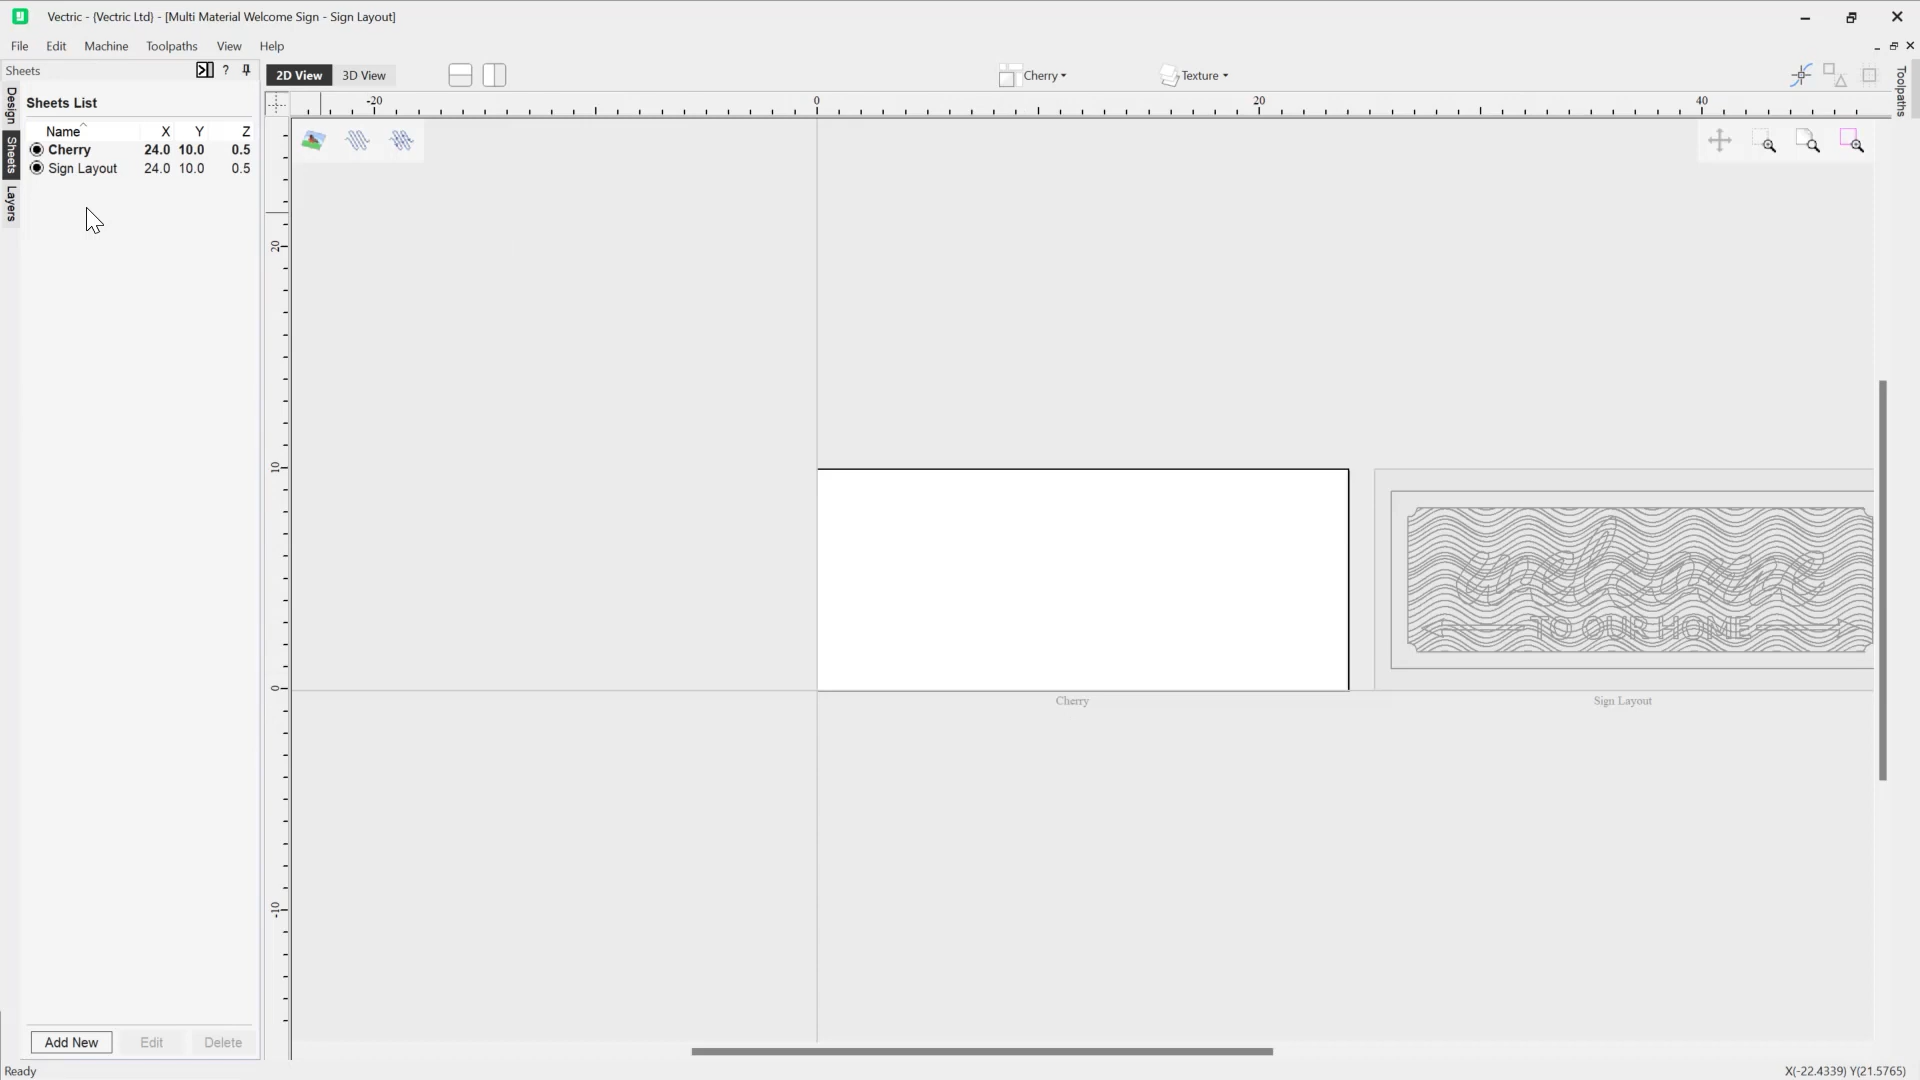 Vectric - {Vectric Ltd} - [Multi Material Welcome Sign - Sign Layout]
File Edit Machine Toolpaths View Help
Sheets ?
2D View 3D View Cherry Texture
Toolpaths
Design
Sheets
Layers
Sheets List
Name X Y Z
Cherry 24.0 10.0 0.5
Sign Layout 24.0 10.0 0.5
-20 0 20 40
20
10
0
-10
welcome
TO OUR HOME
Cherry Sign Layout
Add New Edit Delete
Ready X(-22.4339) Y(21.5765)